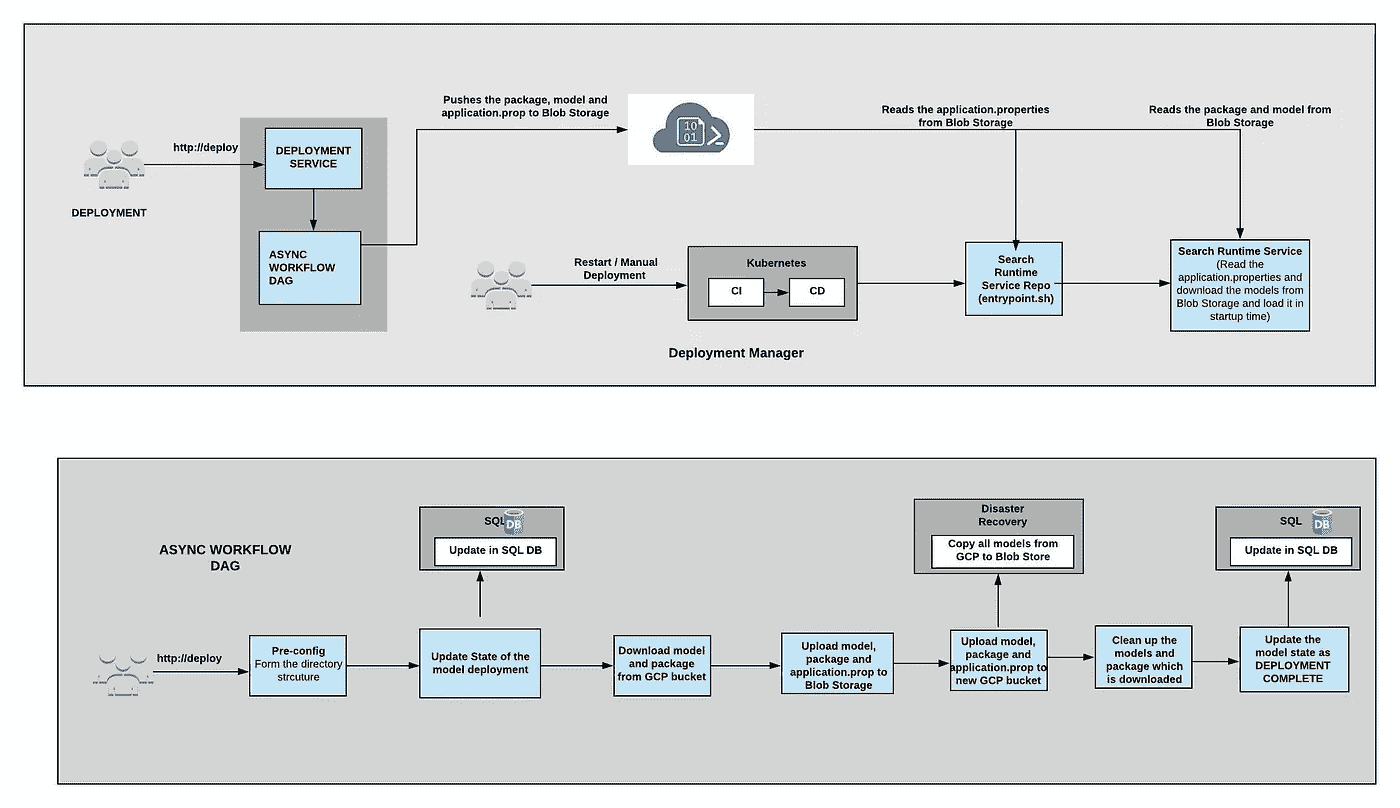 Pushes the package, model and
application.prop to Blob Storage
10
01
Reads the application.properties
from Blob Storage
Reads the package and model from
Blob Storage
http://deploy
DEPLOYMENT
SERVICE
DEPLOYMENT
ASYNC
WORKFLOW
DAG
Restart / Manual
Deployment
Kubernetes
CI
CD
Search
Runtime
Service Repo
(entrypoint.sh)
Search Runtime Service
(Read the
application.properties and
download the models from
Blob Storage and load it in
startup time)
Deployment Manager
ASYNC WORKFLOW
DAG
SQL
DB
Update in SQL DB
Disaster
Recovery
Copy all models from
GCP to Blob Store
SQL
DB
Update in SQL DB
http://deploy
Pre-config
Form the directory
strcuture
Update State of the
model deployment
Download model
and package
from GCP bucket
Upload model,
package and
application.prop to
Blob Storage
Upload model,
package and
application.prop to
new GCP bucket
Clean up the
models and
package which
is downloaded
Update the
model state as
DEPLOYMENT
COMPLETE